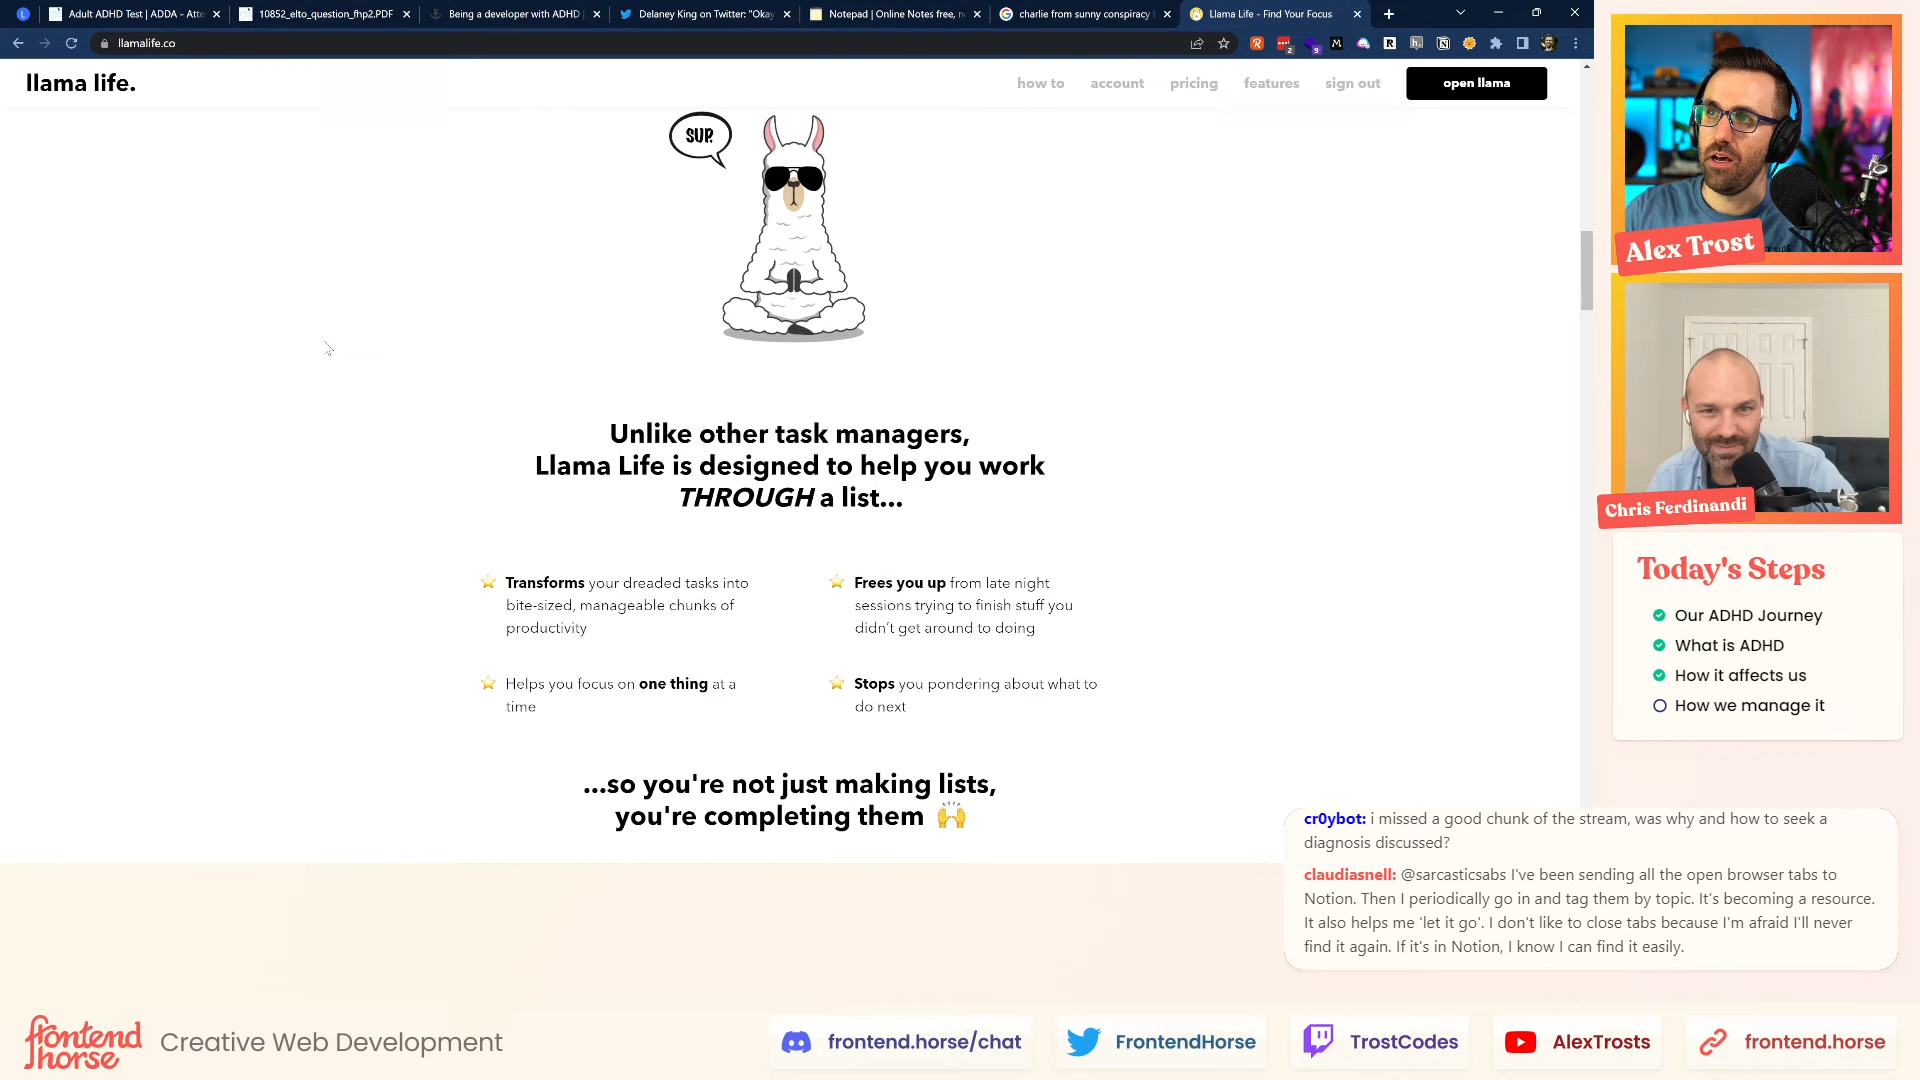 Adult ADHD Test | ADDA - Atte
10852_elto_question_fhp2.PDF
Being a developer with ADHD |
Delaney King on Twitter: "Okay
Notepad | Online Notes free, n
charlie from sunny conspiracy
Llama Life - Find Your Focus
llamalife.co
2
9
llama life.
how to
account
pricing
features
sign out
open llama
SUP.
Unlike other task managers,
Llama Life is designed to help you work
THROUGH a list...
Transforms your dreaded tasks into
bite-sized, manageable chunks of
productivity
Frees you up from late night
sessions trying to finish stuff you
didn't get around to doing
Helps you focus on one thing at a
time
Stops you pondering about what to
do next
...so you're not just making lists,
you're completing them
Alex Trost
Chris Ferdinandi
Today's Steps
Our ADHD Journey
What is ADHD
How it affects us
How we manage it
cr0ybot: i missed a good chunk of the stream, was why and how to seek a
diagnosis discussed?
claudiasnell: @sarcasticsabs I've been sending all the open browser tabs to
Notion. Then I periodically go in and tag them by topic. It's becoming a resource.
It also helps me 'let it go'. I don't like to close tabs because I'm afraid I'll never
find it again. If it's in Notion, I know I can find it easily.
frontend
horse
Creative Web Development
frontend.horse/chat
FrontendHorse
TrostCodes
AlexTrosts
frontend.horse